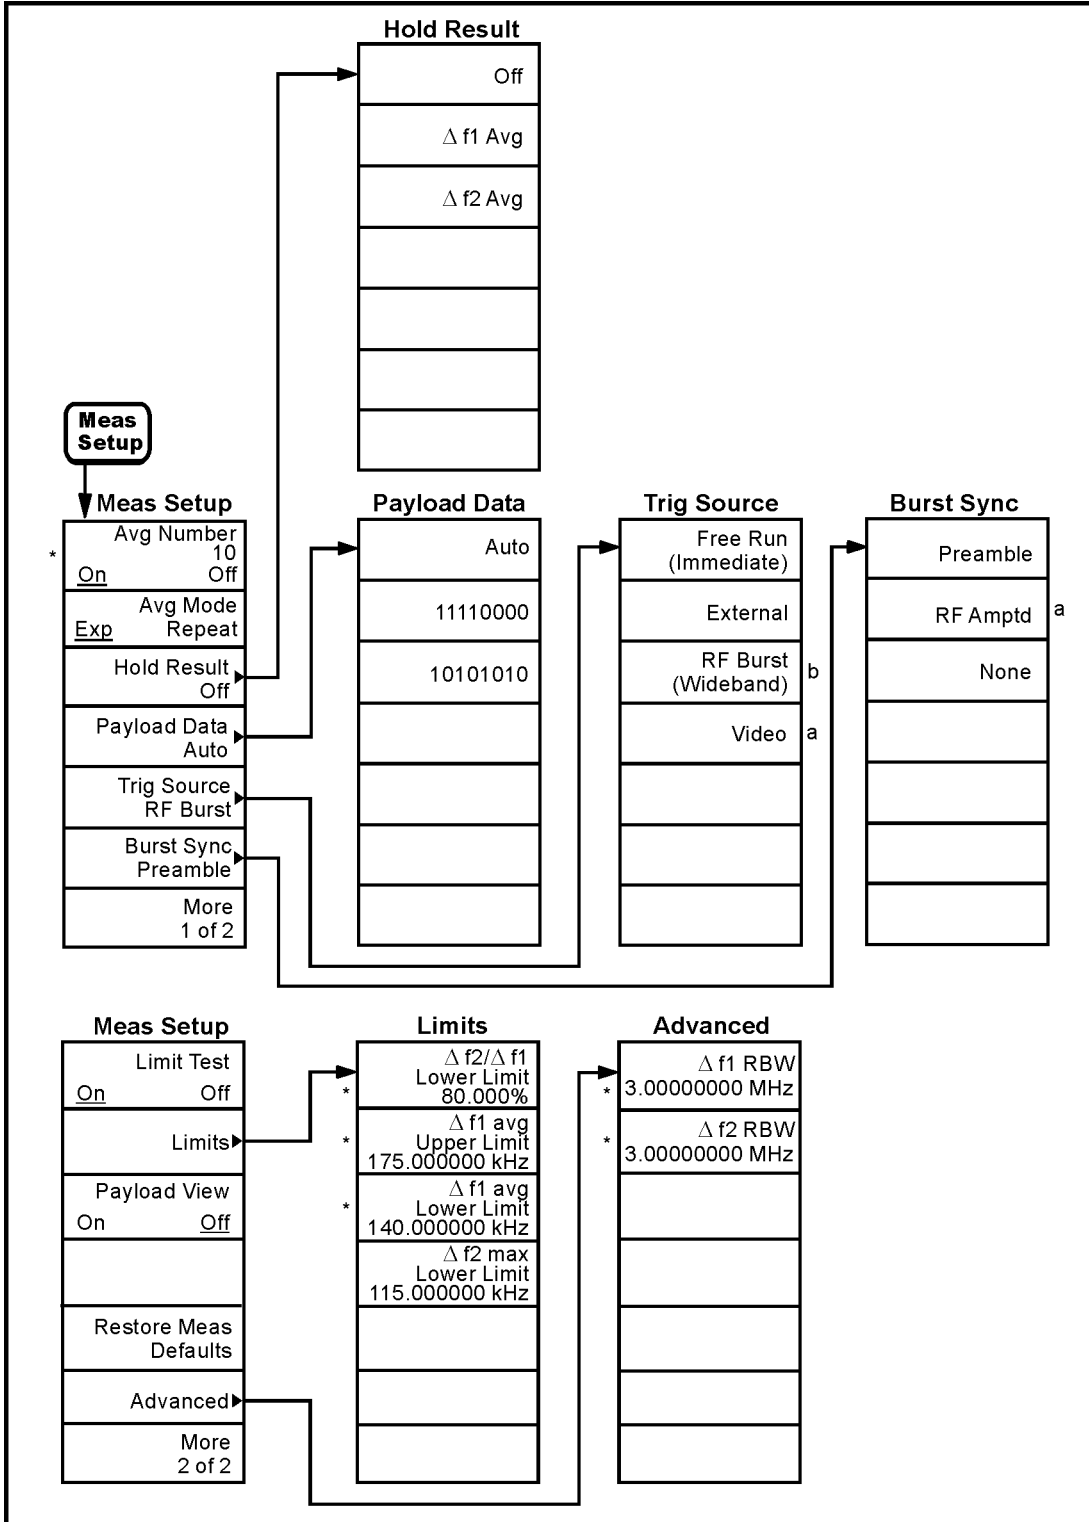 Hold Result
Off
Δ f1 Avg
Δ f2 Avg
Meas
Setup
Meas Setup
Avg Number
10
*
On Off
Avg Mode
Exp Repeat
Hold Result
Off
Payload Data
Auto
Trig Source
RF Burst
Burst Sync
Preamble
More
1 of 2
Payload Data
Auto
11110000
10101010
Trig Source
Free Run
(Immediate)
External
RF Burst
(Wideband) b
Video a
Burst Sync
Preamble
RF Amptd a
None
Meas Setup
Limit Test
On Off
Limits
Payload View
On Off
Restore Meas
Defaults
Advanced
More
2 of 2
Limits
Δ f2/Δ f1
Lower Limit
* 80.000%
Δ f1 avg
* Upper Limit
175.000000 kHz
Δ f1 avg
* Lower Limit
140.000000 kHz
Δ f2 max
Lower Limit
115.000000 kHz
Advanced
Δ f1 RBW
* 3.00000000 MHz
Δ f2 RBW
* 3.00000000 MHz